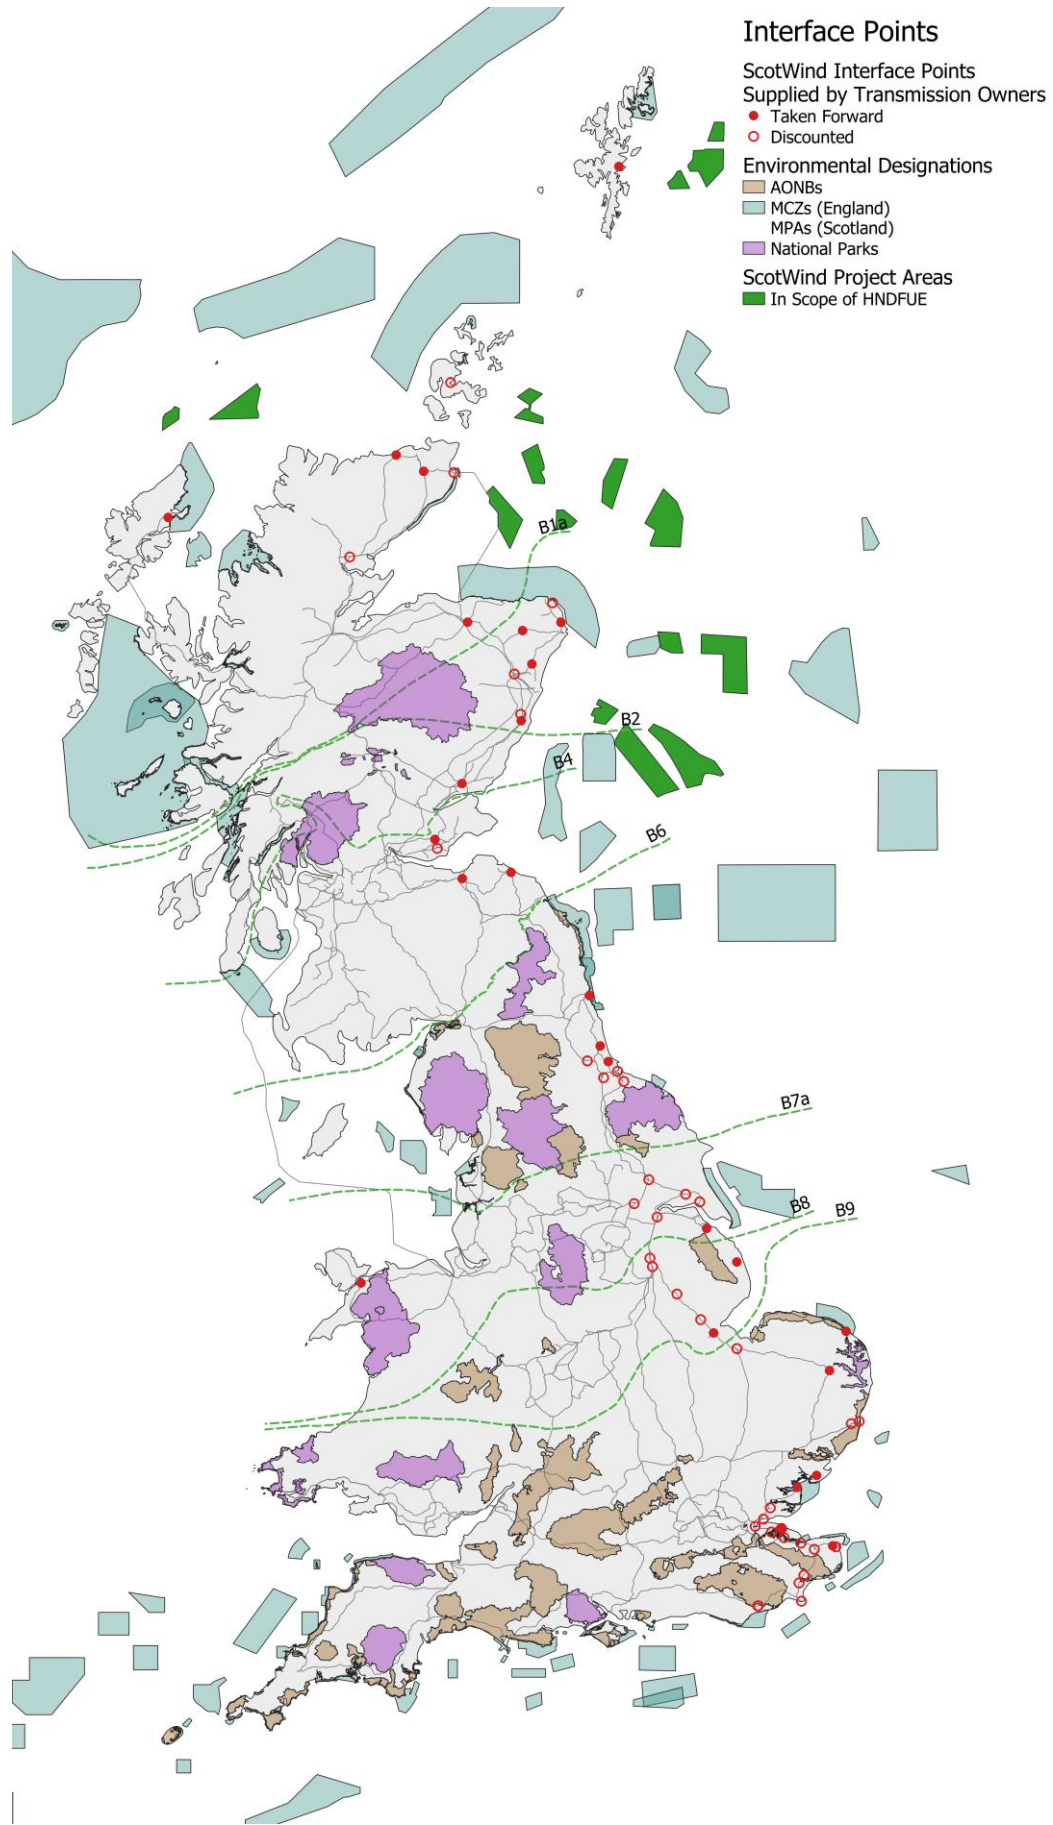 Interface Points
ScotWind Interface Points
Supplied by Transmission Owners
Taken Forward
Discounted
Environmental Designations
AONBs
MCZs (England)
MPAs (Scotland)
National Parks
ScotWind Project Areas
In Scope of HNDFUE
B1a
B2
B4
B6
B7a
B8
B9